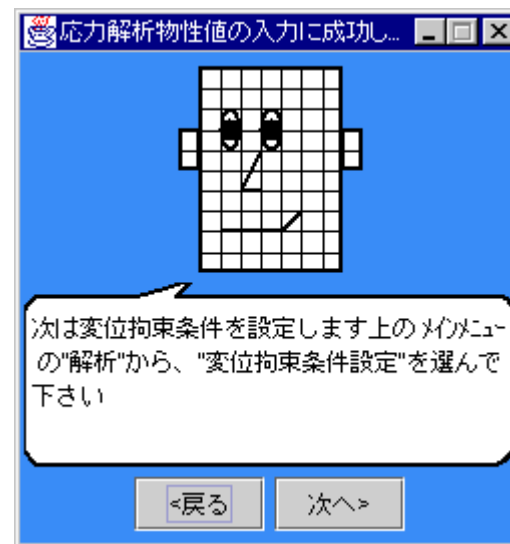 応力解析物性値の入力に成功し...
次は変位拘束条件を設定します上のメインメニュー
の"解析"から、"変位拘束条件設定"を選んで
下さい
<戻る
次へ>